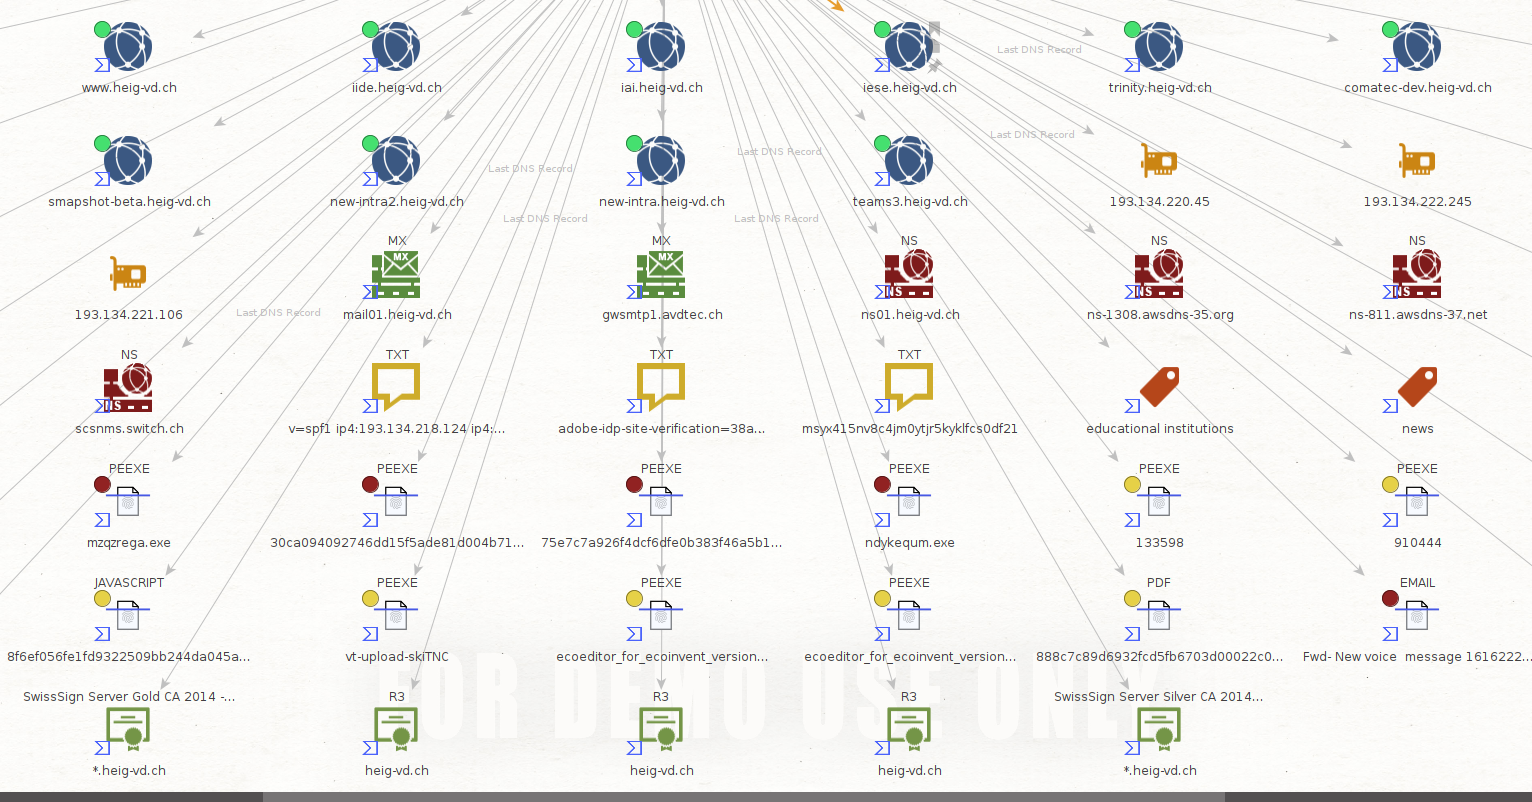 Last DNS Record
www.heig-vd.ch
iide.heig-vd.ch
iai.heig-vd.ch
iese.heig-vd.ch
trinity.heig-vd.ch
comatec-dev.heig-vd.ch
Last DNS Record
Last DNS Record
Last DNS Record
smapshot-beta.heig-vd.ch
new-intra2.heig-vd.ch
new-intra.heig-vd.ch
teams3.heig-vd.ch
193.134.220.45
193.134.222.245
Last DNS Record
Last DNS Record
MX
MX
NS
NS
NS
MX
MX
NS
NS
NS
193.134.221.106
Last DNS Record
mail01.heig-vd.ch
gwsmtp1.avdtec.ch
ns01.heig-vd.ch
ns-1308.awsdns-35.org
ns-811.awsdns-37.net
NS
TXT
TXT
TXT
NS
scsnms.switch.ch
v=spf1 ip4:193.134.218.124 ip4:...
adobe-idp-site-verification=38a...
msyx415nv8c4jm0ytjr5kyklfcs0df21
educational institutions
news
PEEXE
PEEXE
PEEXE
PEEXE
PEEXE
PEEXE
mzqzrega.exe
30ca094092746dd15f5ade81d004b71...
75e7c7a926f4dcf6dfe0b383f46a5b1...
ndykequm.exe
133598
910444
JAVASCRIPT
PEEXE
PEEXE
PEEXE
PDF
EMAIL
8f6ef056fe1fd9322509bb244da045a...
vt-upload-skiTNC
ecoeditor_for_ecoinvent_version...
ecoeditor_for_ecoinvent_version...
888c7c89d6932fcd5fb6703d00022c0...
Fwd- New voice message 1616222...
FOR DEMO USE ONLY
SwissSign Server Gold CA 2014 -...
R3
R3
R3
SwissSign Server Silver CA 2014...
*.heig-vd.ch
heig-vd.ch
heig-vd.ch
heig-vd.ch
*.heig-vd.ch